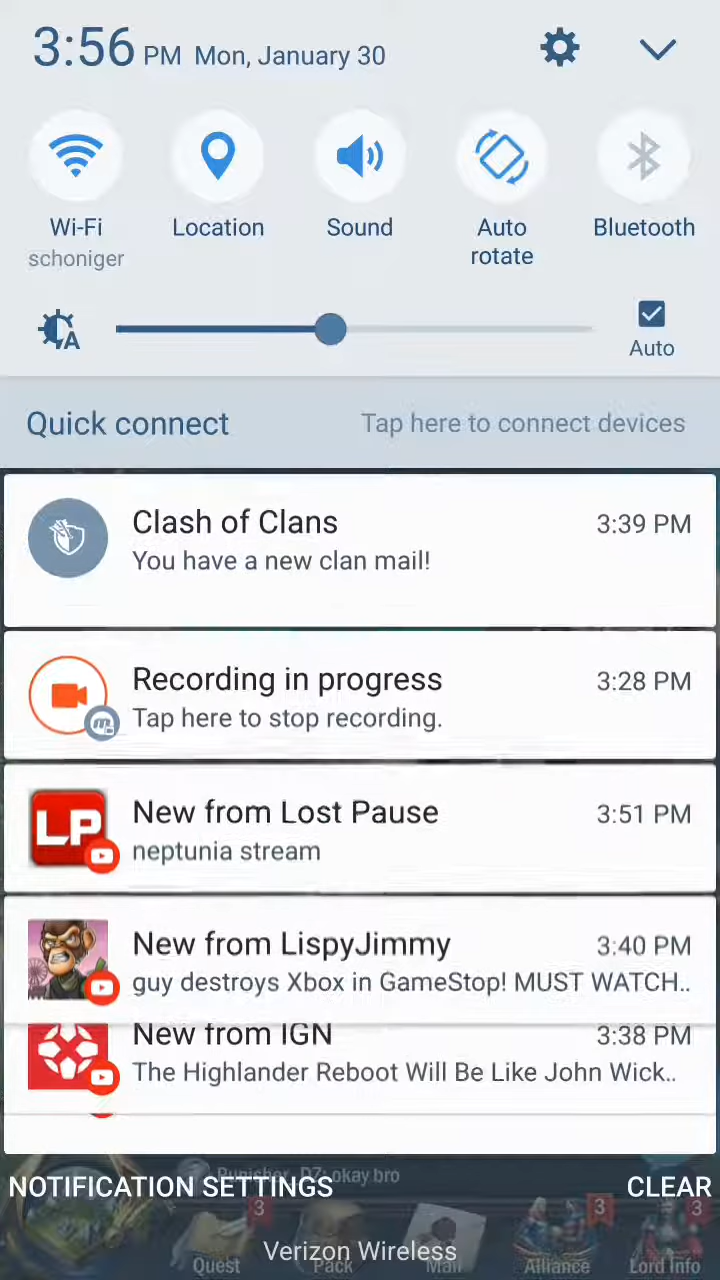 3:56 PM Mon, January 30
Wi-Fi
schoniger
Location
Sound
Auto
rotate
Bluetooth
A
Auto
Quick connect
Tap here to connect devices
Clash of Clans
3:39 PM
You have a new clan mail!
Recording in progress
3:28 PM
Tap here to stop recording.
LP
New from Lost Pause
3:51 PM
neptunia stream
New from LispyJimmy
3:40 PM
guy destroys Xbox in GameStop! MUST WATCH..
New from IGN
3:38 PM
The Highlander Reboot Will Be Like John Wick..
Punisher_DZ: okay bro
NOTIFICATION SETTINGS
CLEAR
3
3
3
Verizon Wireless
Quest
Pack
Mail
Alliance
Lord Info